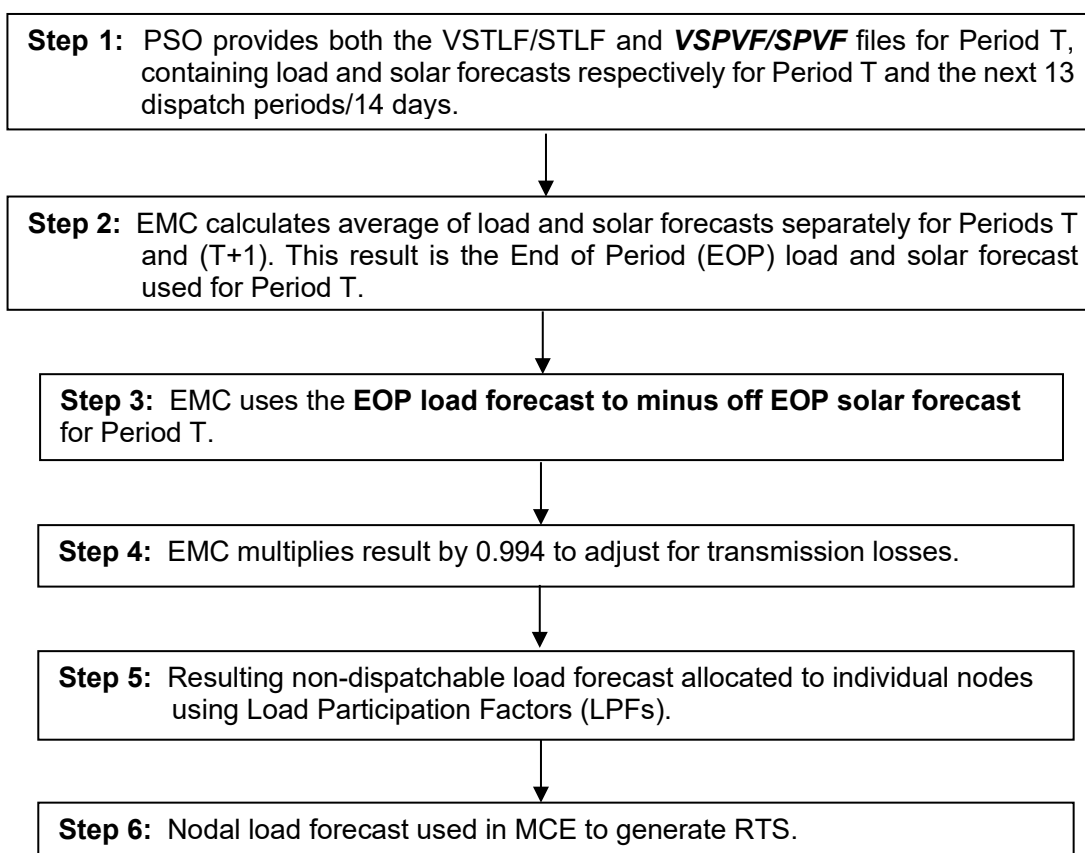 Step 1: PSO provides both the VSTLF/STLF and VSPVF/SPVF files for Period T,
containing load and solar forecasts respectively for Period T and the next 13
dispatch periods/14 days.
Step 2: EMC calculates average of load and solar forecasts separately for Periods T
and (T+1). This result is the End of Period (EOP) load and solar forecast
used for Period T.
Step 3: EMC uses the EOP load forecast to minus off EOP solar forecast
for Period T.
Step 4: EMC multiplies result by 0.994 to adjust for transmission losses.
Step 5: Resulting non-dispatchable load forecast allocated to individual nodes
using Load Participation Factors (LPFs).
Step 6: Nodal load forecast used in MCE to generate RTS.